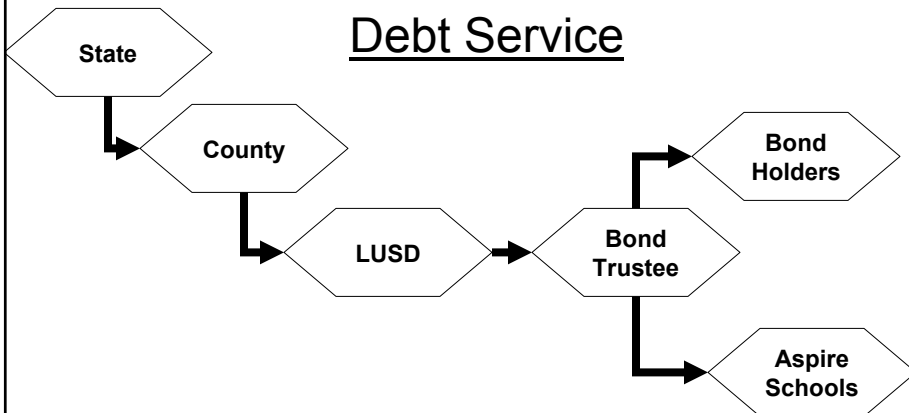 Debt Service
State
County
LUSD
Bond
Trustee
Bond
Holders
Aspire
Schools